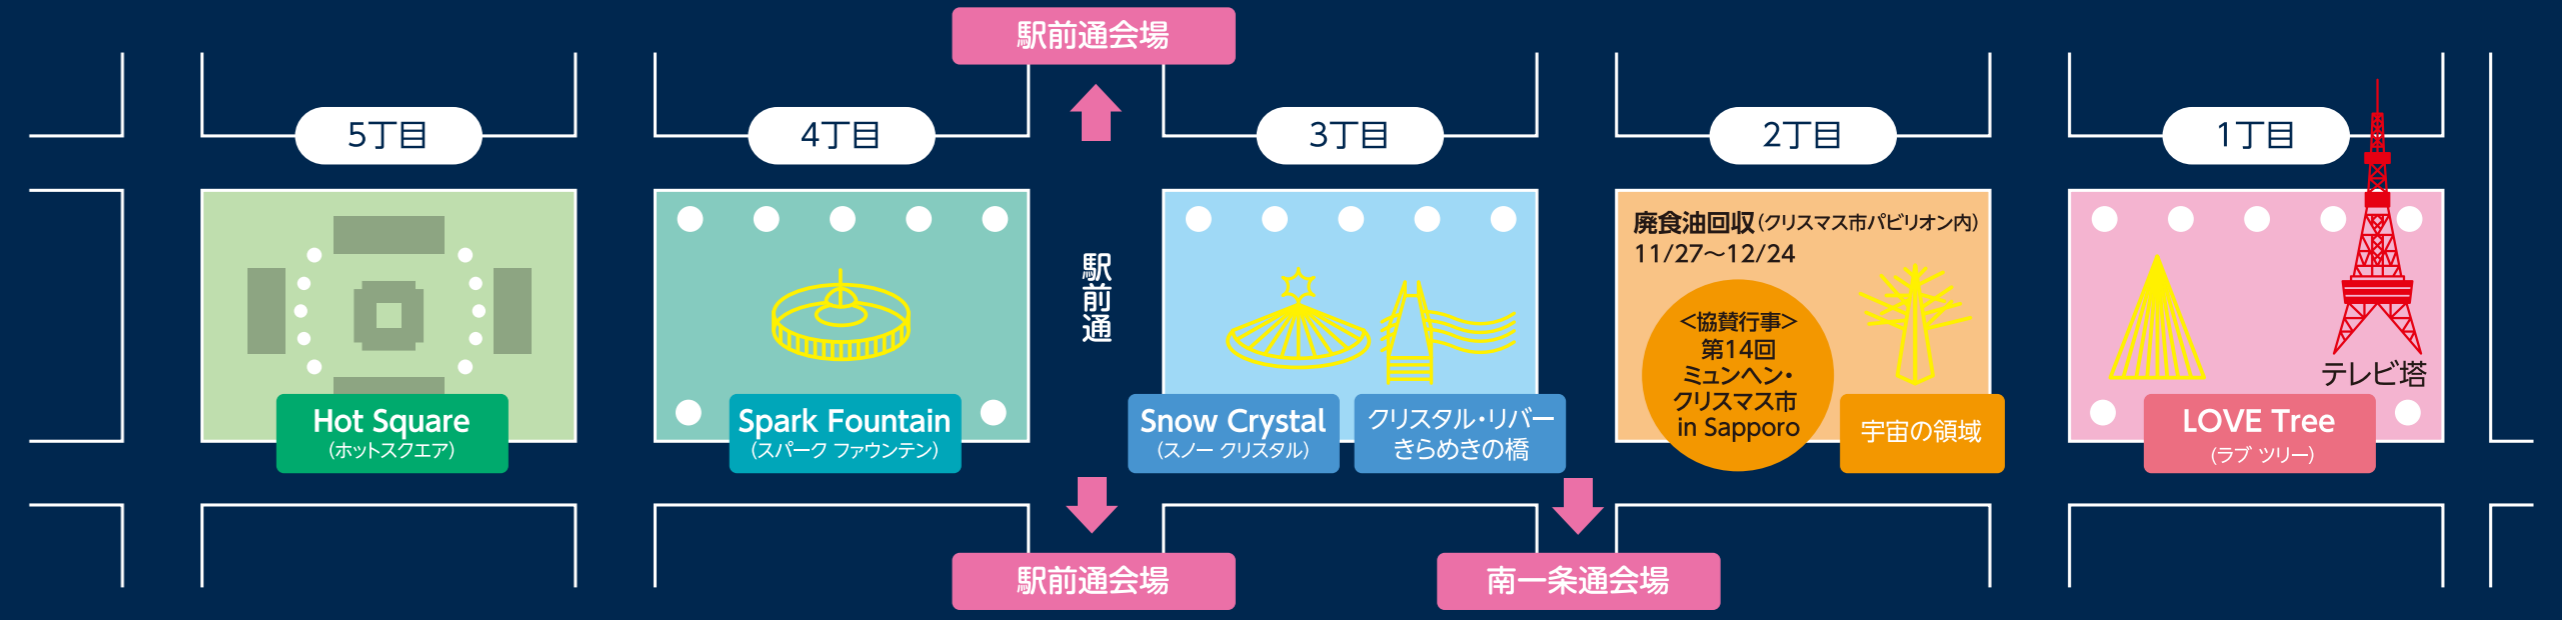 駅前通会場
5丁目
4丁目
3丁目
2丁目
1丁目
Hot Square
(ホットスクエア)
Spark Fountain
(スパーク ファウンテン)
駅前通
Snow Crystal
(スノー クリスタル)
クリスタル・リバー
きらめきの橋
廃食油回収(クリスマス市パビリオン内)
11/27～12/24
<協賛行事>
第14回
ミュンヘン・
クリスマス市
in Sapporo
宇宙の領域
テレビ塔
LOVE Tree
(ラブ ツリー)
駅前通会場
南一条通会場